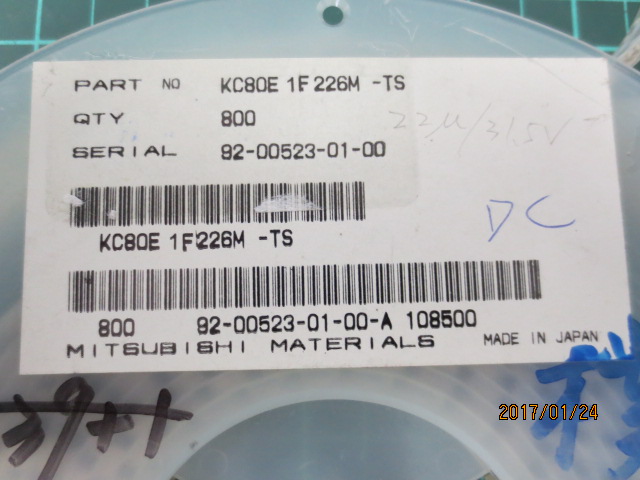 PART NO KC80E 1F226M -TS
QTY 800
SERIAL 92-00523-01-00
22μ/31.5V
DC
KC80E 1F226M -TS
800 92-00523-01-00-A 108500
MITSUBISHI MATERIALS MADE IN JAPAN
2017/01/24